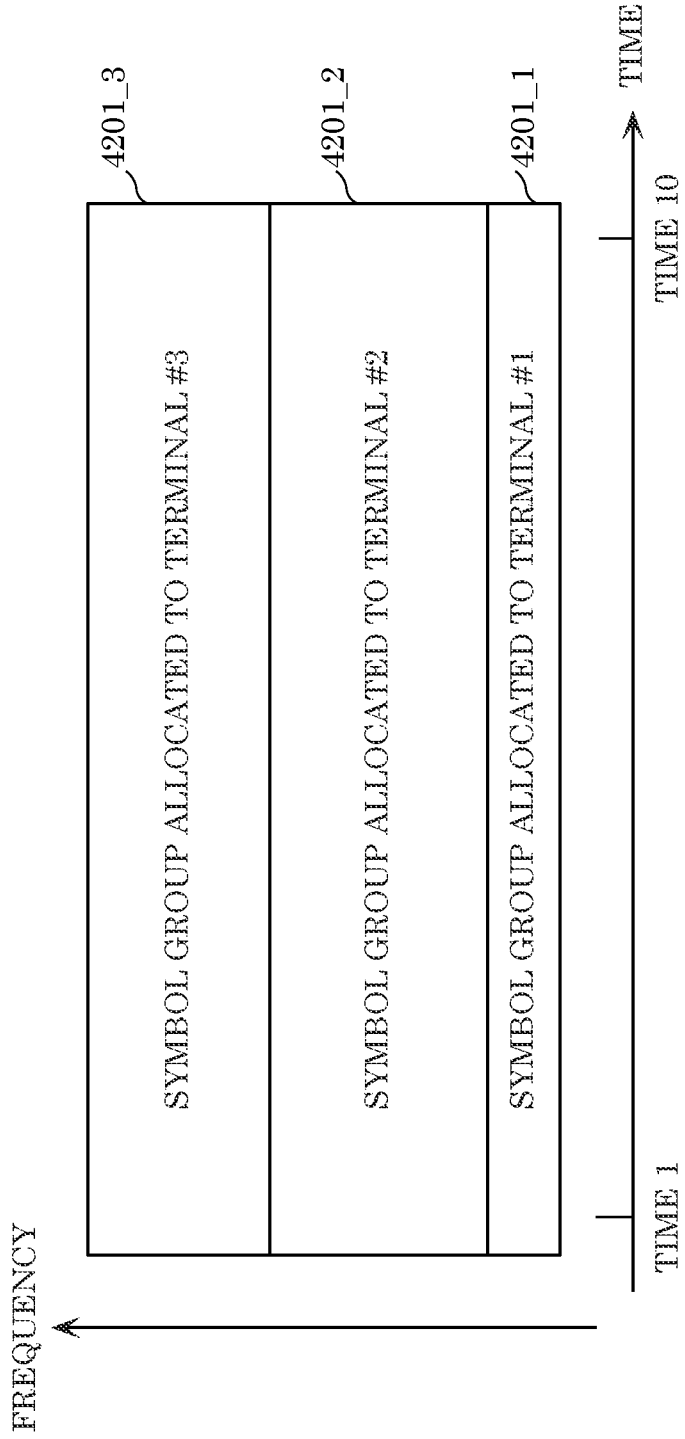 FREQUENCY
SYMBOL GROUP ALLOCATED TO TERMINAL #3
4201_3
SYMBOL GROUP ALLOCATED TO TERMINAL #2
4201_2
SYMBOL GROUP ALLOCATED TO TERMINAL #1
4201_1
TIME 1
TIME 10
TIME